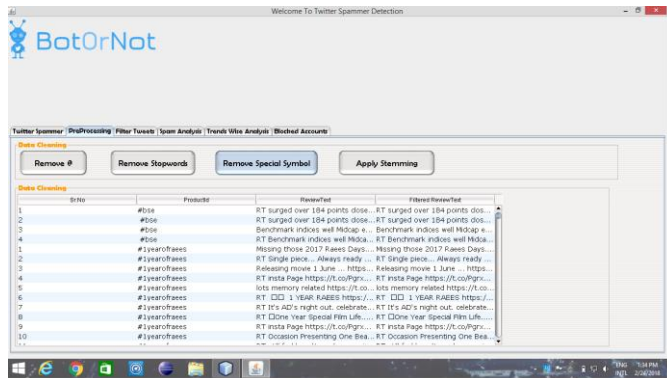 Welcome To Twitter Spammer Detection
BotOrNot
Twitter Spammer PreProcessing Filter Tweets Spam Analysis Trends Wise Analysis Blocked Accounts
Data Cleaning
Remove # Remove Stopwords Remove Special Symbol Apply Stemming
Data Cleaning
Sr.No ProductId ReviewText Filtered ReviewText
1 #bse RT surged over 184 points dose... RT surged over 184 points dos...
2 #bse RT surged over 184 points dose... RT surged over 184 points dos...
3 #bse Benchmark indices well Midcap e... Benchmark indices well Midcap e...
4 #bse RT Benchmark indices well Midca... RT Benchmark indices well Midca...
1 #1yearofraees Missing those 2017 Raees Days.... Missing those 2017 Raees Days...
2 #1yearofraees RT Single piece... Always ready ... RT Single piece... Always ready ...
3 #1yearofraees Releasing movie 1 June ... https... Releasing movie 1 June ... https...
4 #1yearofraees RT insta Page https://t.co/Pgrx... RT insta Page https://t.co/Pgrx...
5 #1yearofraees lots memory related https://t.co... lots memory related https://t.co...
6 #1yearofraees RT □□ 1 YEAR RAEES https:/... RT □□ 1 YEAR RAEES https:/...
7 #1yearofraees RT It's AD's night out. celebrate... RT It's AD's night out. celebrate...
8 #1yearofraees RT □One Year Special Film Life..... RT □One Year Special Film Life.....
9 #1yearofraees RT insta Page https://t.co/Pgrx... RT insta Page https://t.co/Pgrx...
10 #1yearofraees RT Occasion Presenting One Bea... RT Occasion Presenting One Bea...
ENG 1:34 PM
INTL 2/28/2018